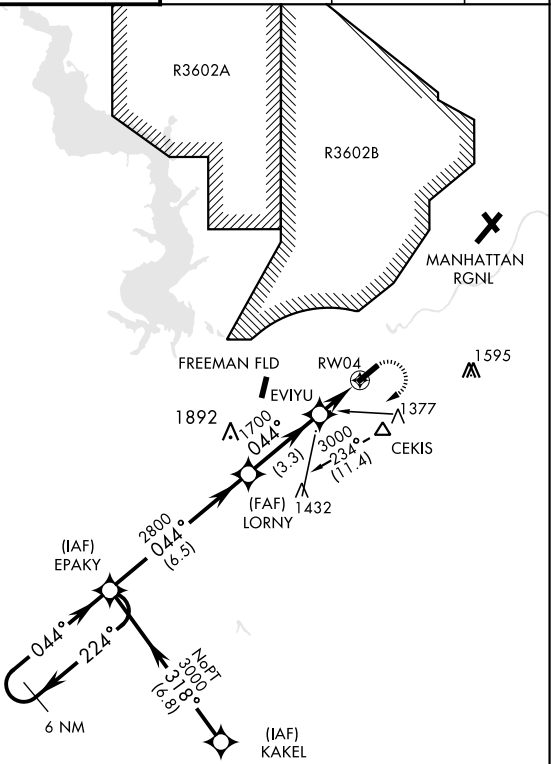 R3602A
R3602B
MANHATTAN
RGNL
FREEMAN FLD
RW04
1595
EVIYU
1892
1700
044°
(3.3)
1377
3000
234°
(11.4)
CEKIS
(FAF)
LORNY
1432
2800
044°
(6.5)
(IAF)
EPAKY
044°
224°
NoPT
3000
318°
(6.8)
6 NM
(IAF)
KAKEL